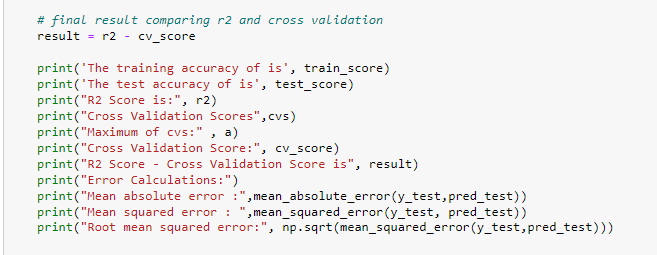 # final result comparing r2 and cross validation
result = r2 - cv_score
print('The training accuracy of is', train_score)
print('The test accuracy of is', test_score)
print("R2 Score is:", r2)
print("Cross Validation Scores",cvs)
print("Maximum of cvs:" , a)
print("Cross Validation Score:", cv_score)
print("R2 Score - Cross Validation Score is", result)
print("Error Calculations:")
print("Mean absolute error :",mean_absolute_error(y_test,pred_test))
print("Mean squared error : ",mean_squared_error(y_test, pred_test))
print("Root mean squared error:", np.sqrt(mean_squared_error(y_test,pred_test)))